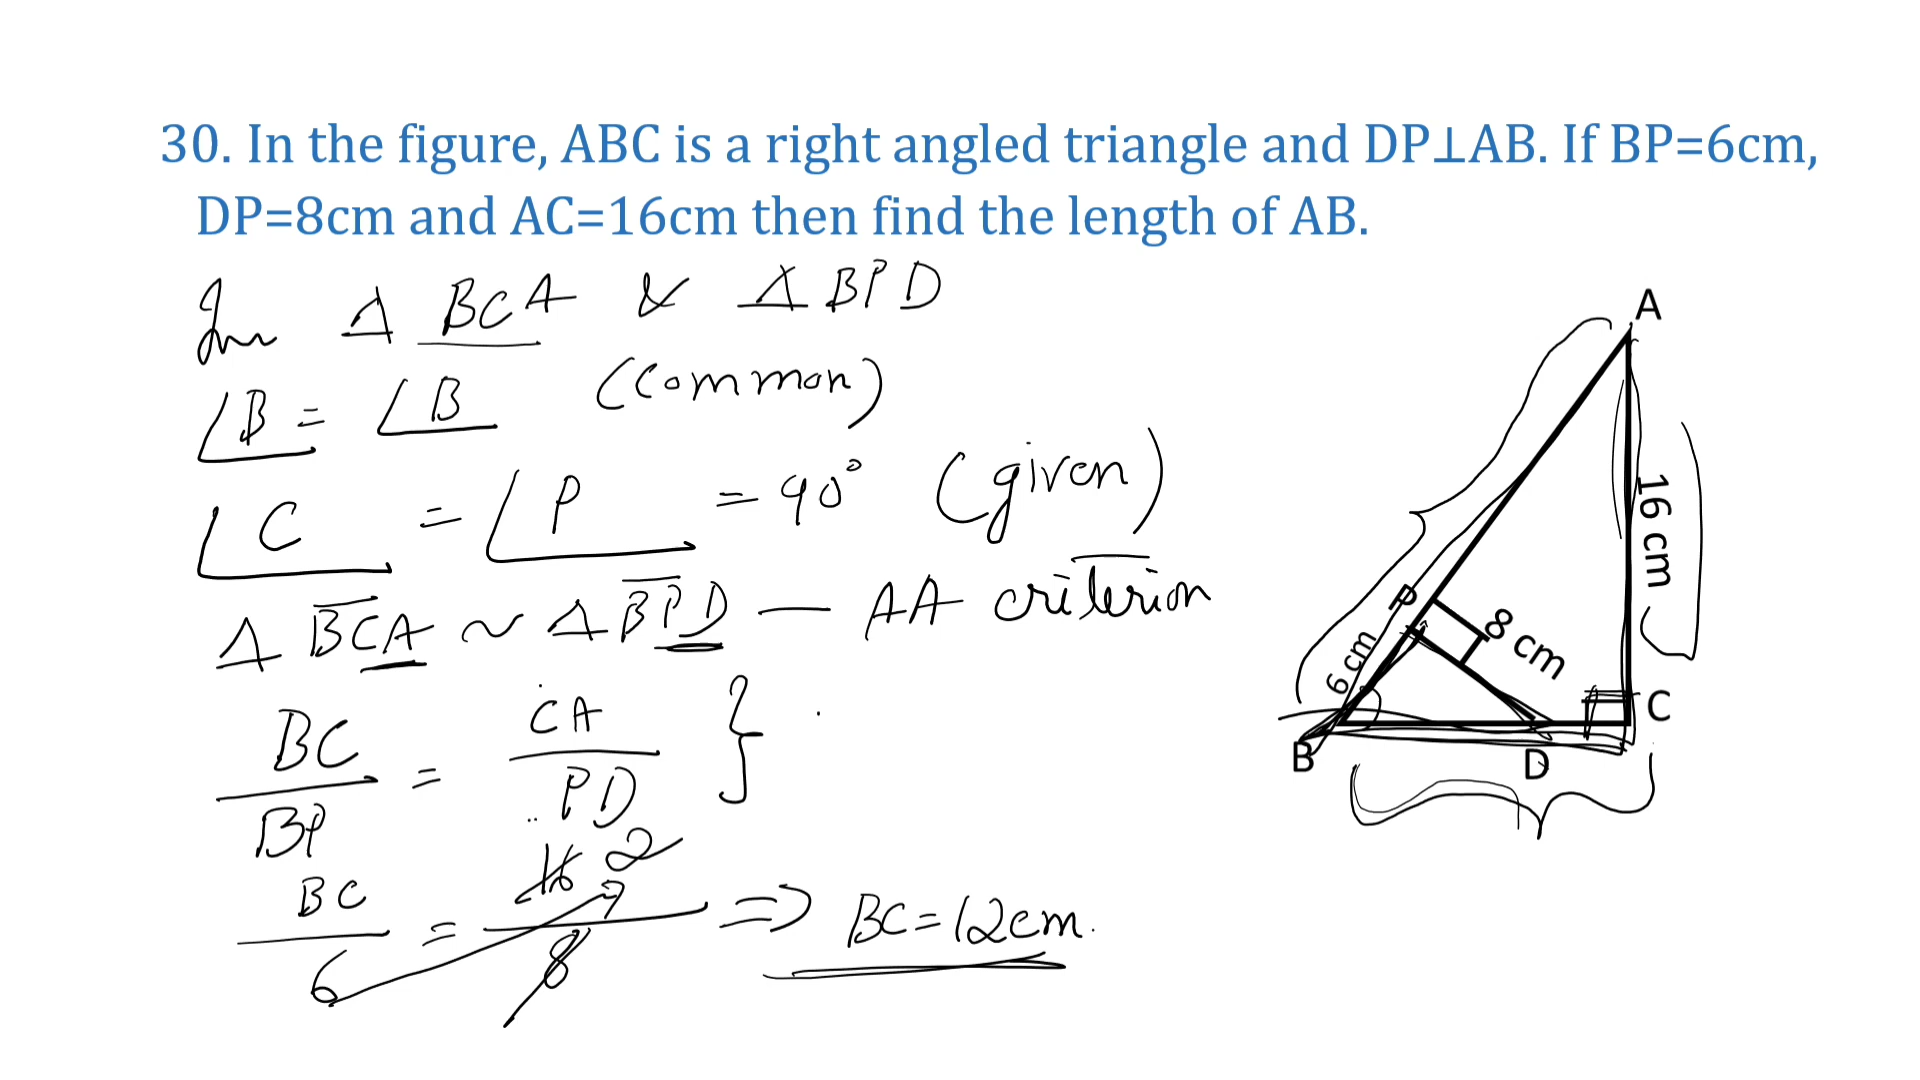 30. In the figure, ABC is a right angled triangle and DP⊥AB. If BP=6cm,
DP=8cm and AC=16cm then find the length of AB.
In Δ BCA & Δ BPD
∠B = ∠B (Common)
∠C = ∠P = 90° (given)
Δ BCA ~ Δ BPD — AA criterion
BC/BP = CA/PD }
BC/6 = 16 2/8 ⇒ BC = 12cm.
A
16 cm
P
8 cm
6 cm
C
B
D